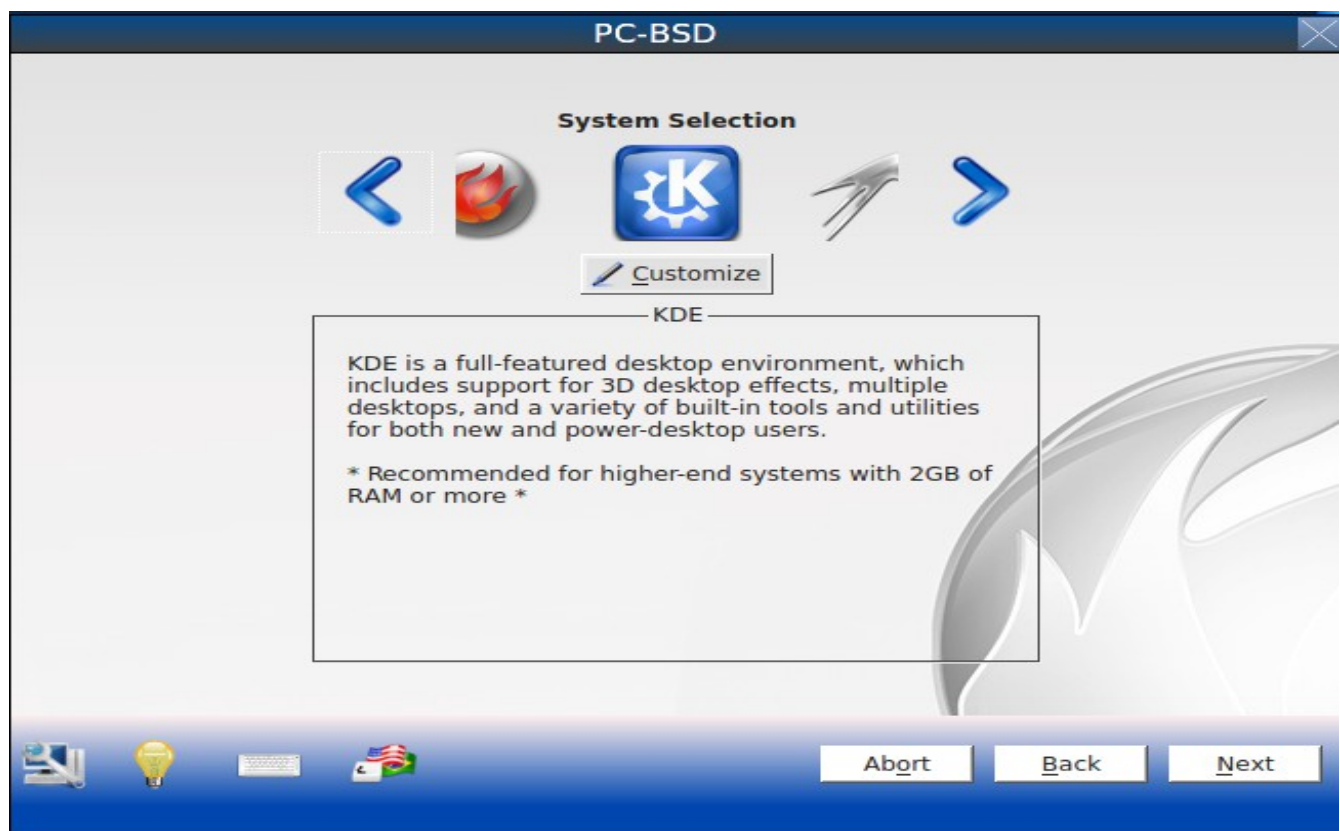 PC-BSD
System Selection
Customize
KDE
KDE is a full-featured desktop environment, which
includes support for 3D desktop effects, multiple
desktops, and a variety of built-in tools and utilities
for both new and power-desktop users.
* Recommended for higher-end systems with 2GB of
RAM or more *
Abort
Back
Next